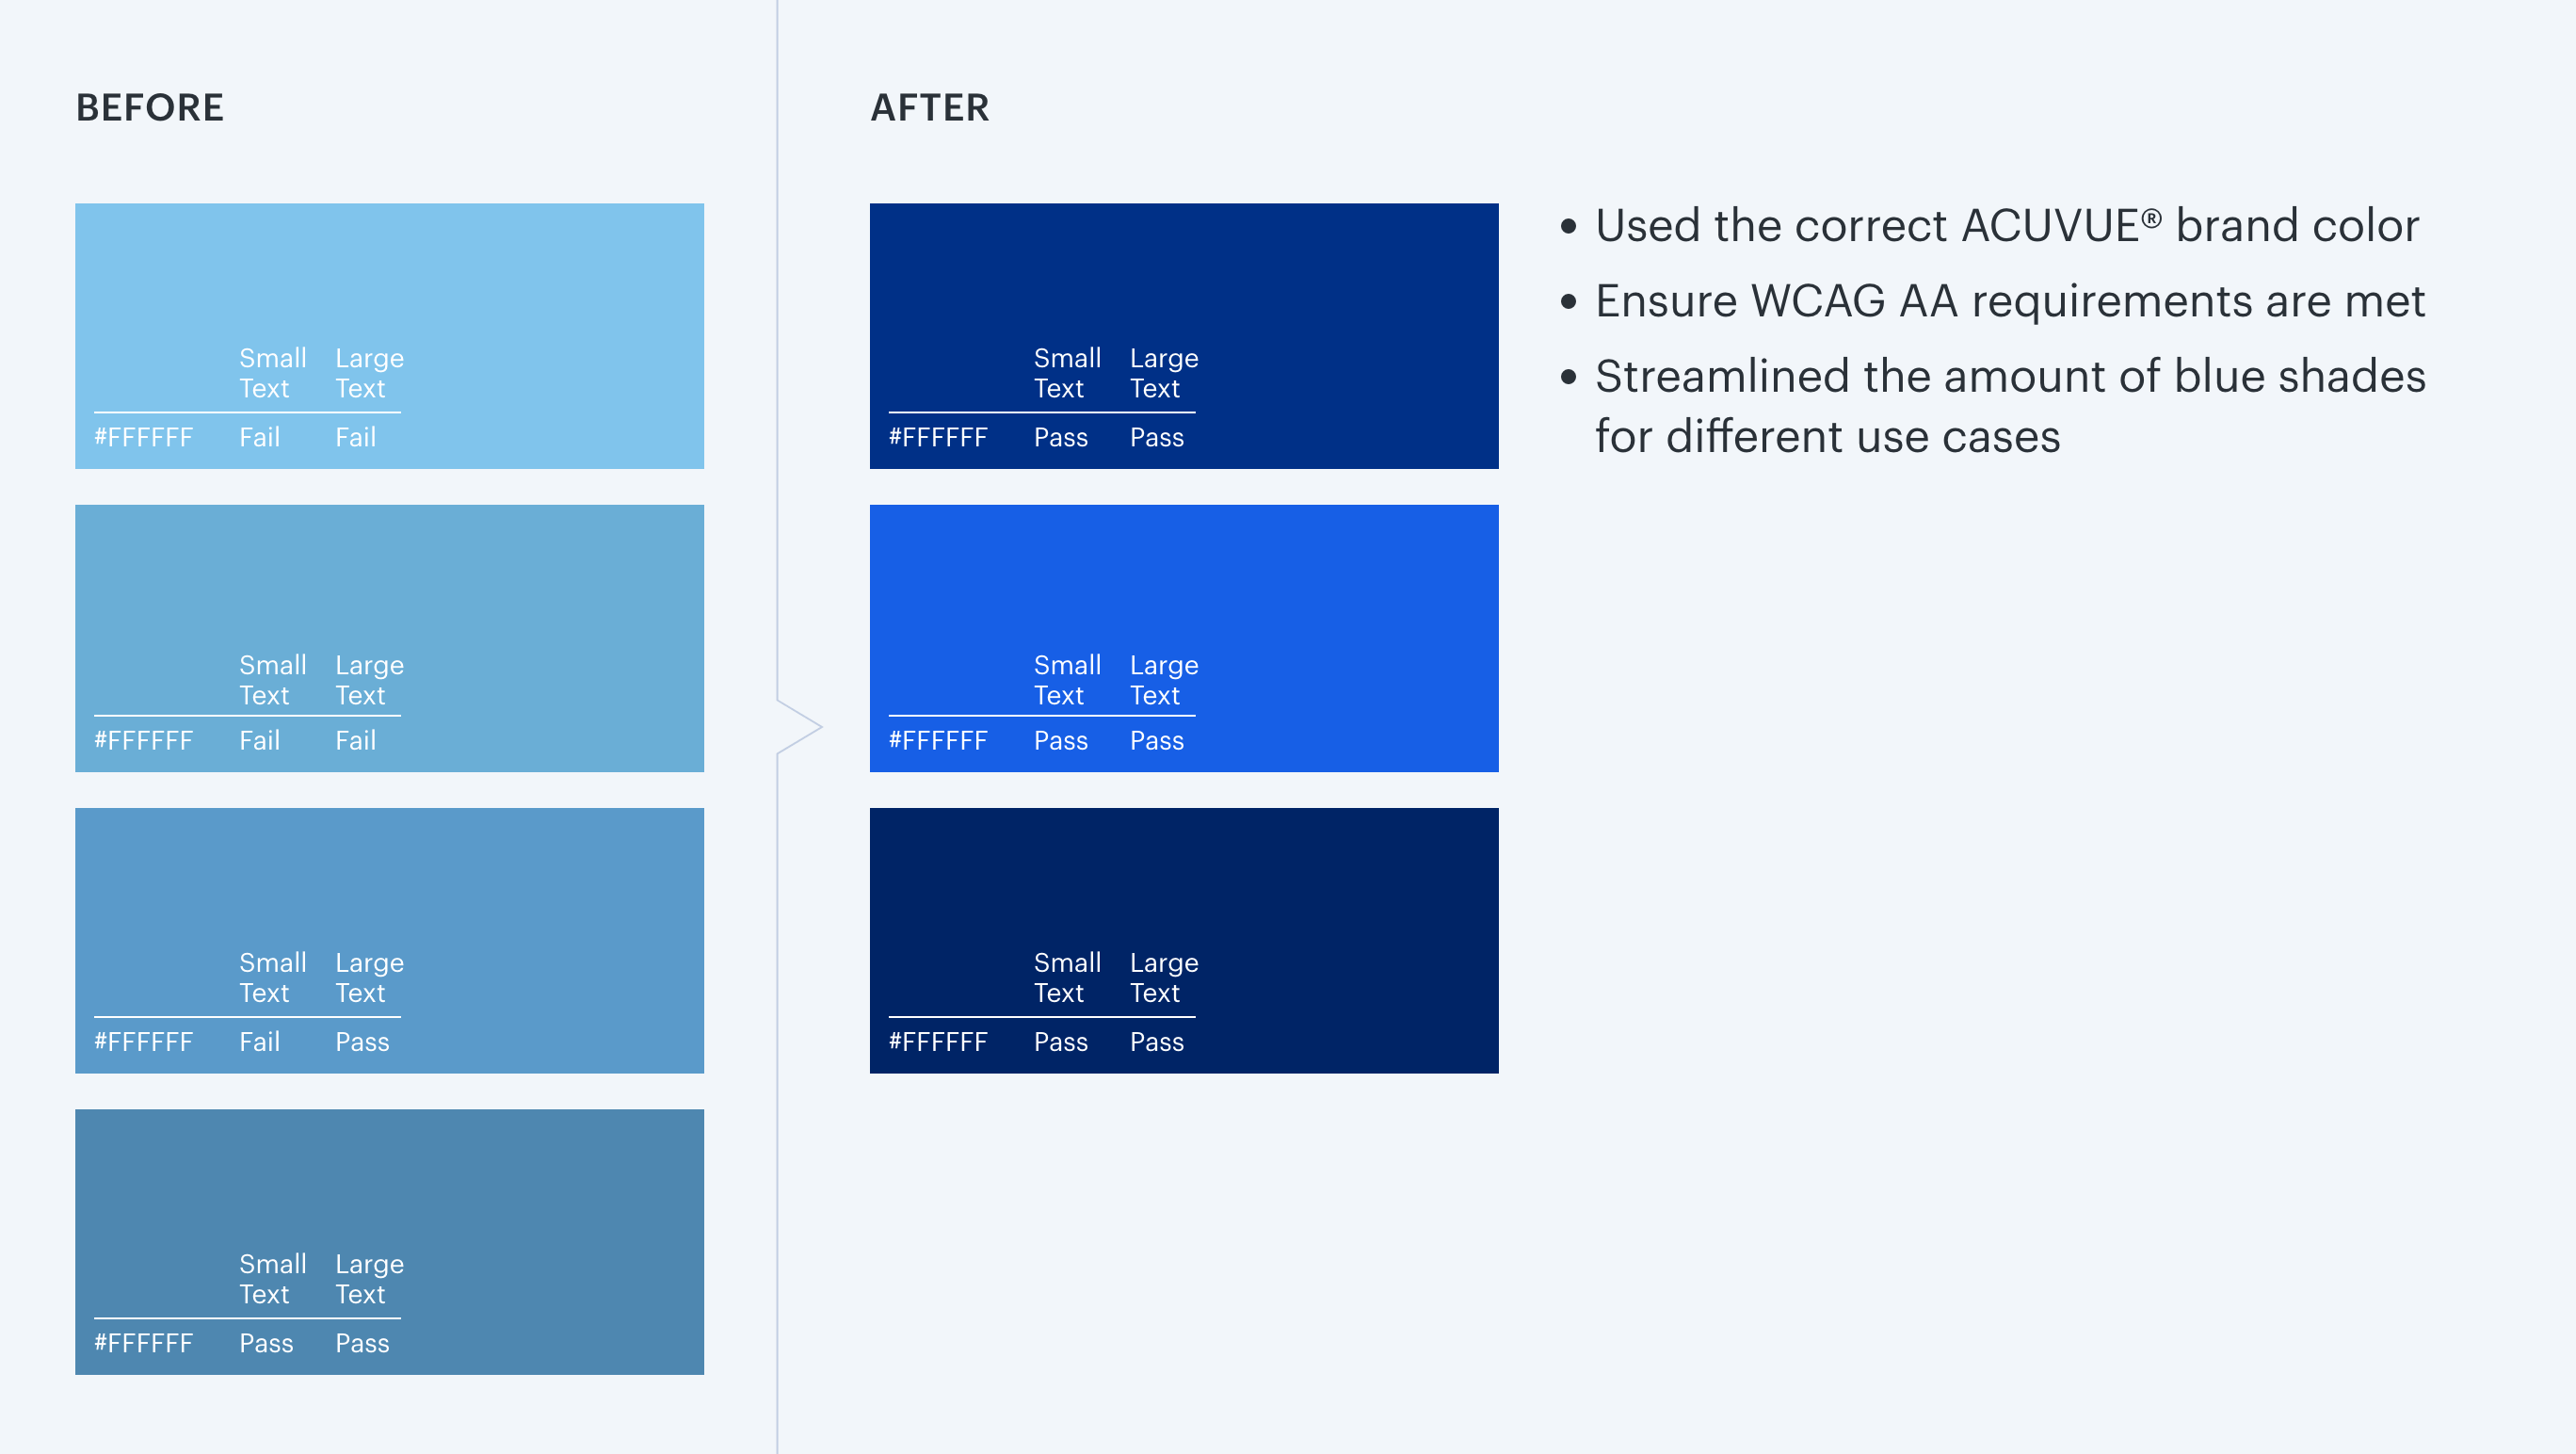 BEFORE
Small Large
Text Text
#FFFFFF Fail Fail
Small Large
Text Text
#FFFFFF Fail Fail
Small Large
Text Text
#FFFFFF Fail Pass
Small Large
Text Text
#FFFFFF Pass Pass
AFTER
Small Large
Text Text
#FFFFFF Pass Pass
Small Large
Text Text
#FFFFFF Pass Pass
Small Large
Text Text
#FFFFFF Pass Pass
• Used the correct ACUVUE® brand color
• Ensure WCAG AA requirements are met
• Streamlined the amount of blue shades
for different use cases